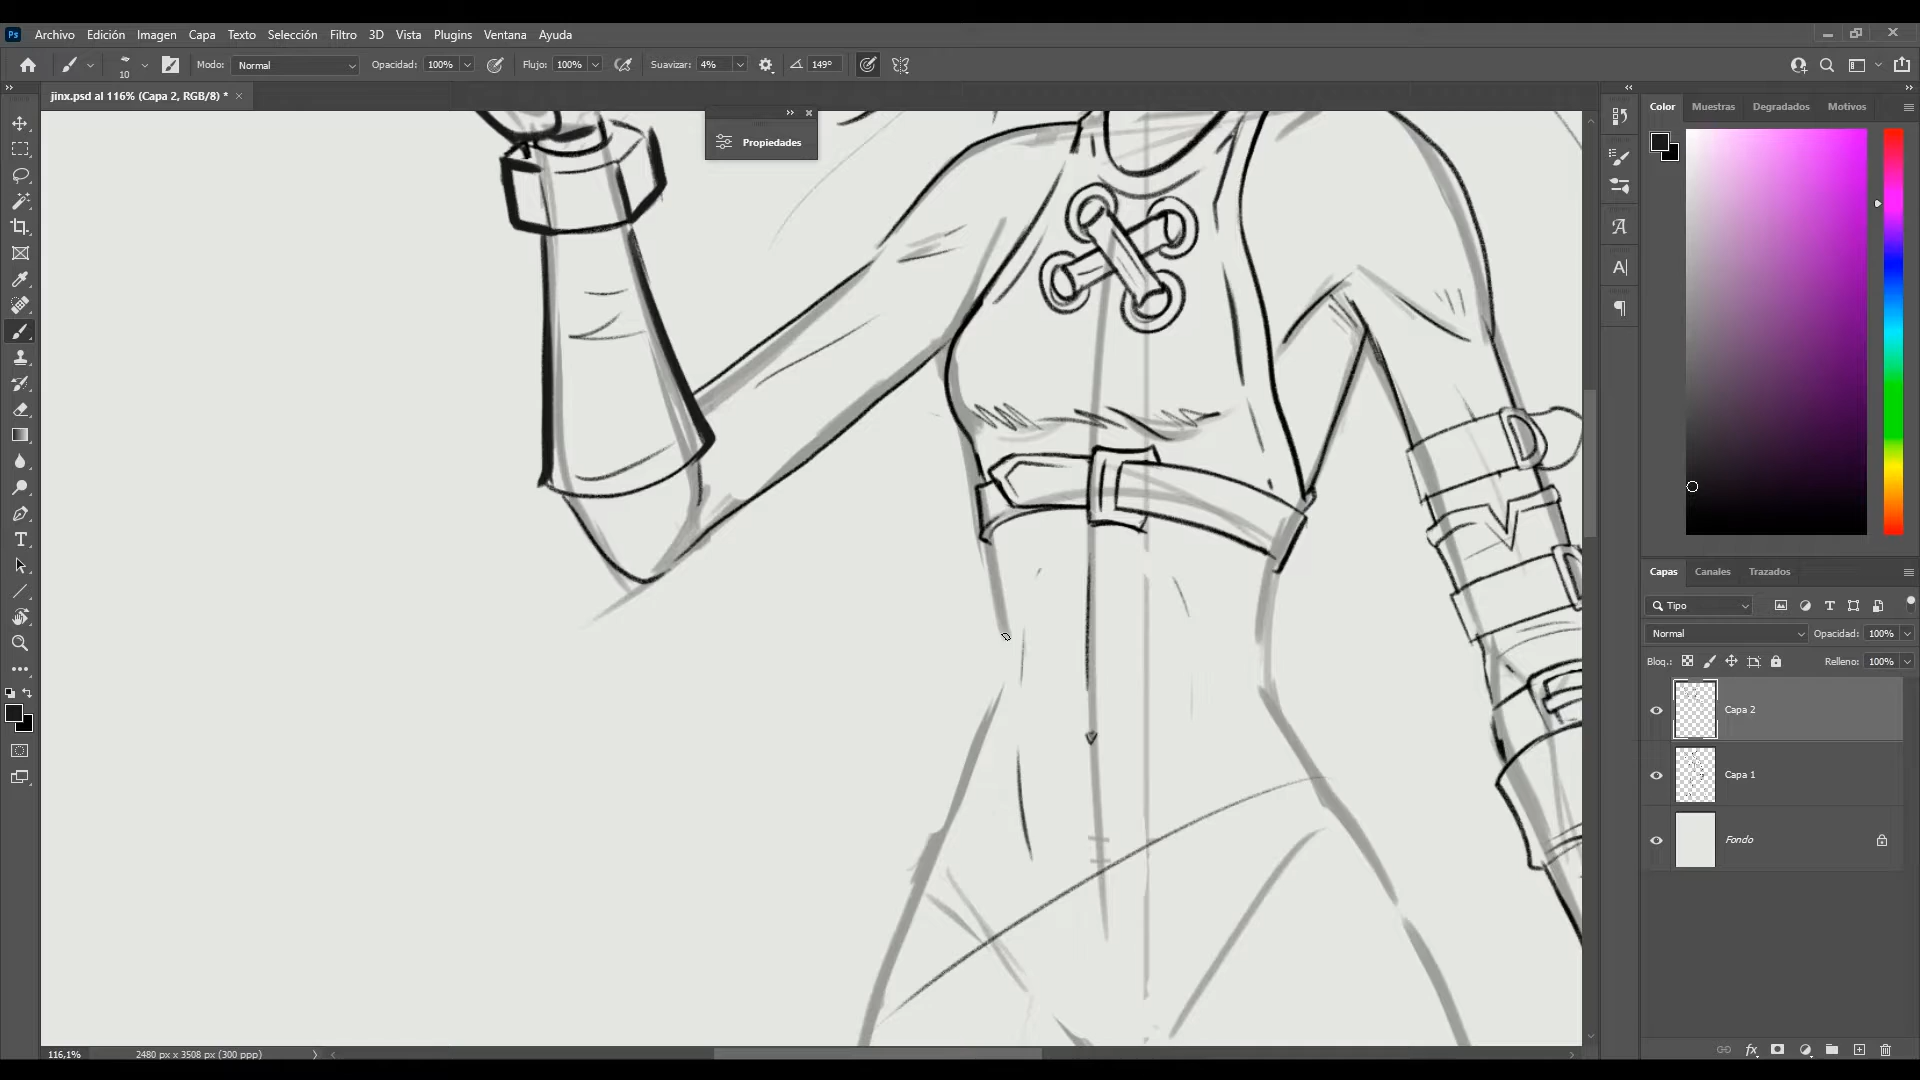 Ps Archivo Edición Imagen Capa Texto Selección Filtro 3D Vista Plugins Ventana Ayuda
10 Modo: Normal Opacidad: 100% Flujo: 100% Suavizar: 4% 149°
jinx.psd al 116% (Capa 2, RGB/8) * ×
Propiedades
Color Muestras Degradados Motivos
Capas Canales Trazados
Tipo
Normal Opacidad: 100%
Bloq.: Relleno: 100%
Capa 2
Capa 1
Fondo
116,1% 2480 px x 3508 px (300 ppp)